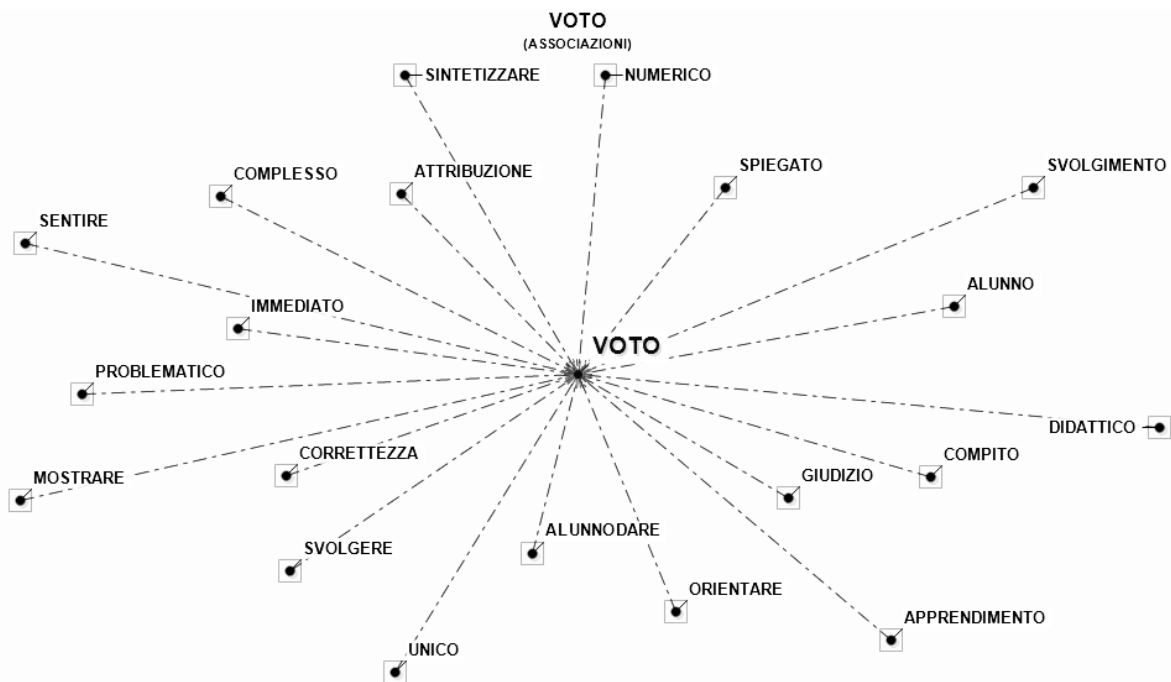 VOTO
(ASSOCIAZIONI)
SINTETIZZARE
NUMERICO
COMPLESSO
ATTRIBUZIONE
SPIEGATO
SVOLGIMENTO
SENTIRE
ALUNNO
IMMEDIATO
VOTO
PROBLEMATICO
DIDATTICO
CORRETTEZZA
COMPITO
MOSTRARE
GIUDIZIO
ALUNNODARE
SVOLGERE
ORIENTARE
APPRENDIMENTO
UNICO